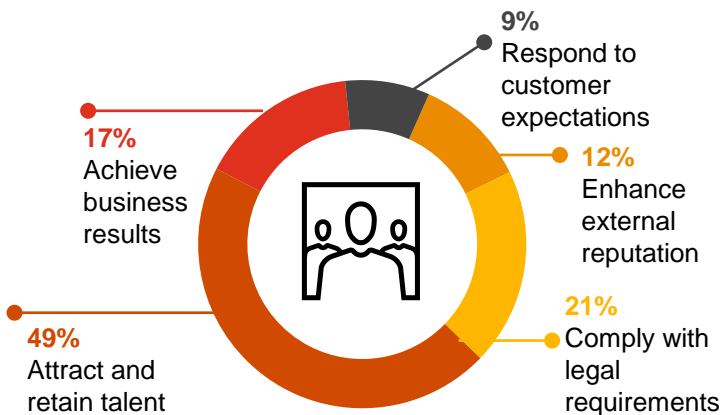 9%
Respond to
customer
expectations
17%
Achieve
business
results
12%
Enhance
external
reputation
21%
Comply with
legal
requirements
49%
Attract and
retain talent